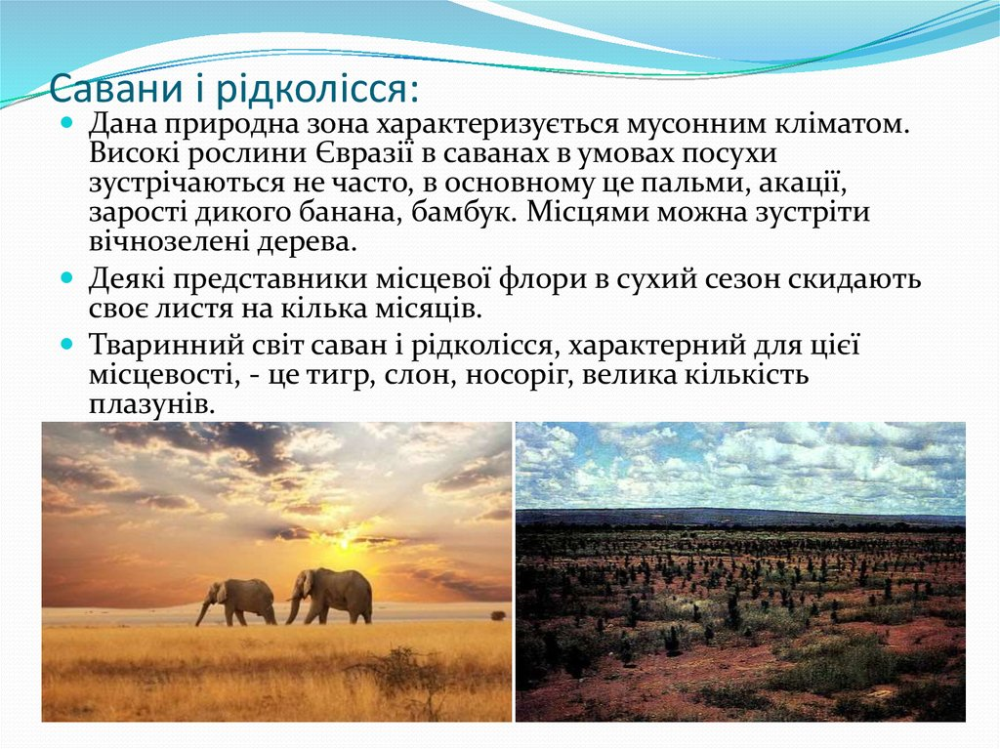 Савани і рідколісся:
Дана природна зона характеризується мусонним кліматом.
Високі рослини Євразії в саванах в умовах посухи
зустрічаються не часто, в основному це пальми, акації,
зарості дикого банана, бамбук. Місцями можна зустріти
вічнозелені дерева.
Деякі представники місцевої флори в сухий сезон скидають
своє листя на кілька місяців.
Тваринний світ саван і рідколісся, характерний для цієї
місцевості, - це тигр, слон, носоріг, велика кількість
плазунів.